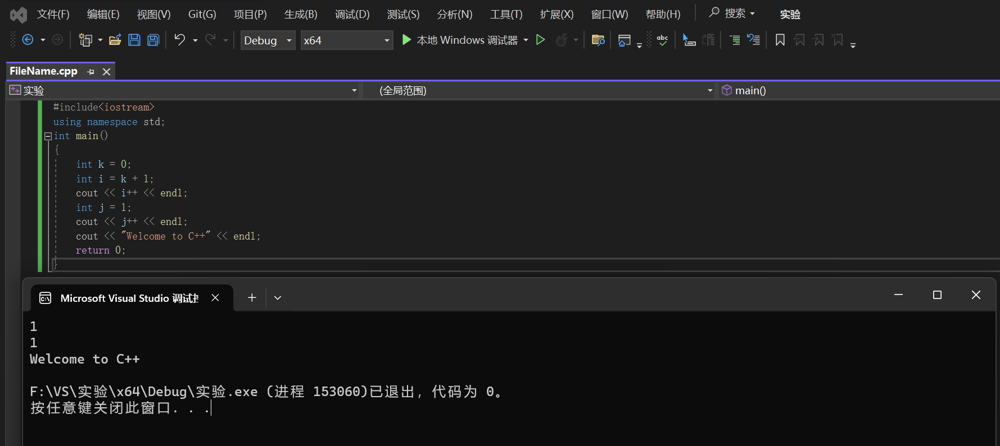 文件(F) 编辑(E) 视图(V) Git(G) 项目(P) 生成(B) 调试(D) 测试(S) 分析(N) 工具(T) 扩展(X) 窗口(W) 帮助(H) 搜索 实验
Debug x64 本地 Windows 调试器 abc
FileName.cpp
实验 (全局范围) main()
#include<iostream>
using namespace std;
int main()
{
int k = 0;
int i = k + 1;
cout << i++ << endl;
int j = 1;
cout << j++ << endl;
cout << "Welcome to C++" << endl;
return 0;
}
Microsoft Visual Studio 调试
1
1
Welcome to C++
F:\VS\实验\x64\Debug\实验.exe (进程 153060)已退出，代码为 0。
按任意键关闭此窗口. . .